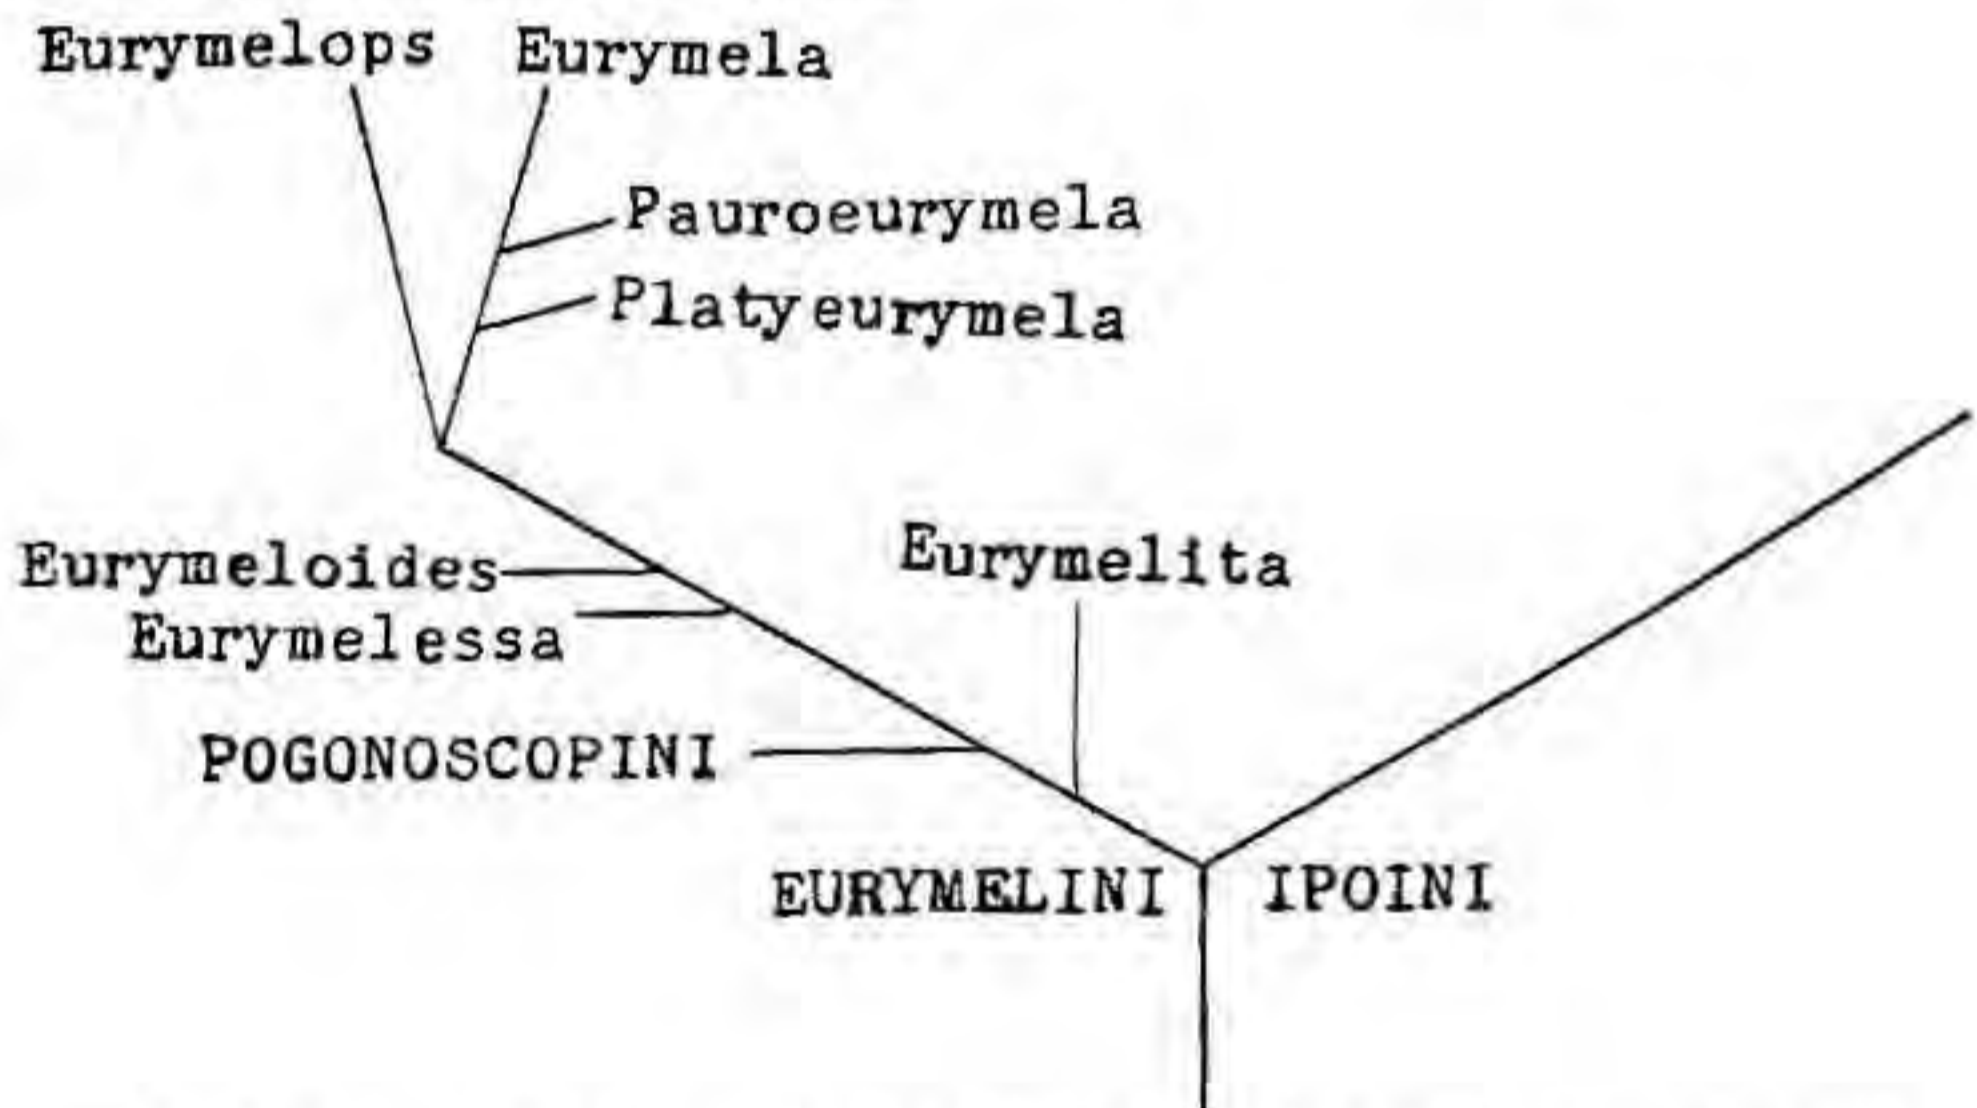 Eurymelops Eurymela
Pauroeurymela
Platyeurymela
Eurymeloides
Eurymelita
Eurymelessa
POGONOSCOPINI
EURYMELINI IPOINI